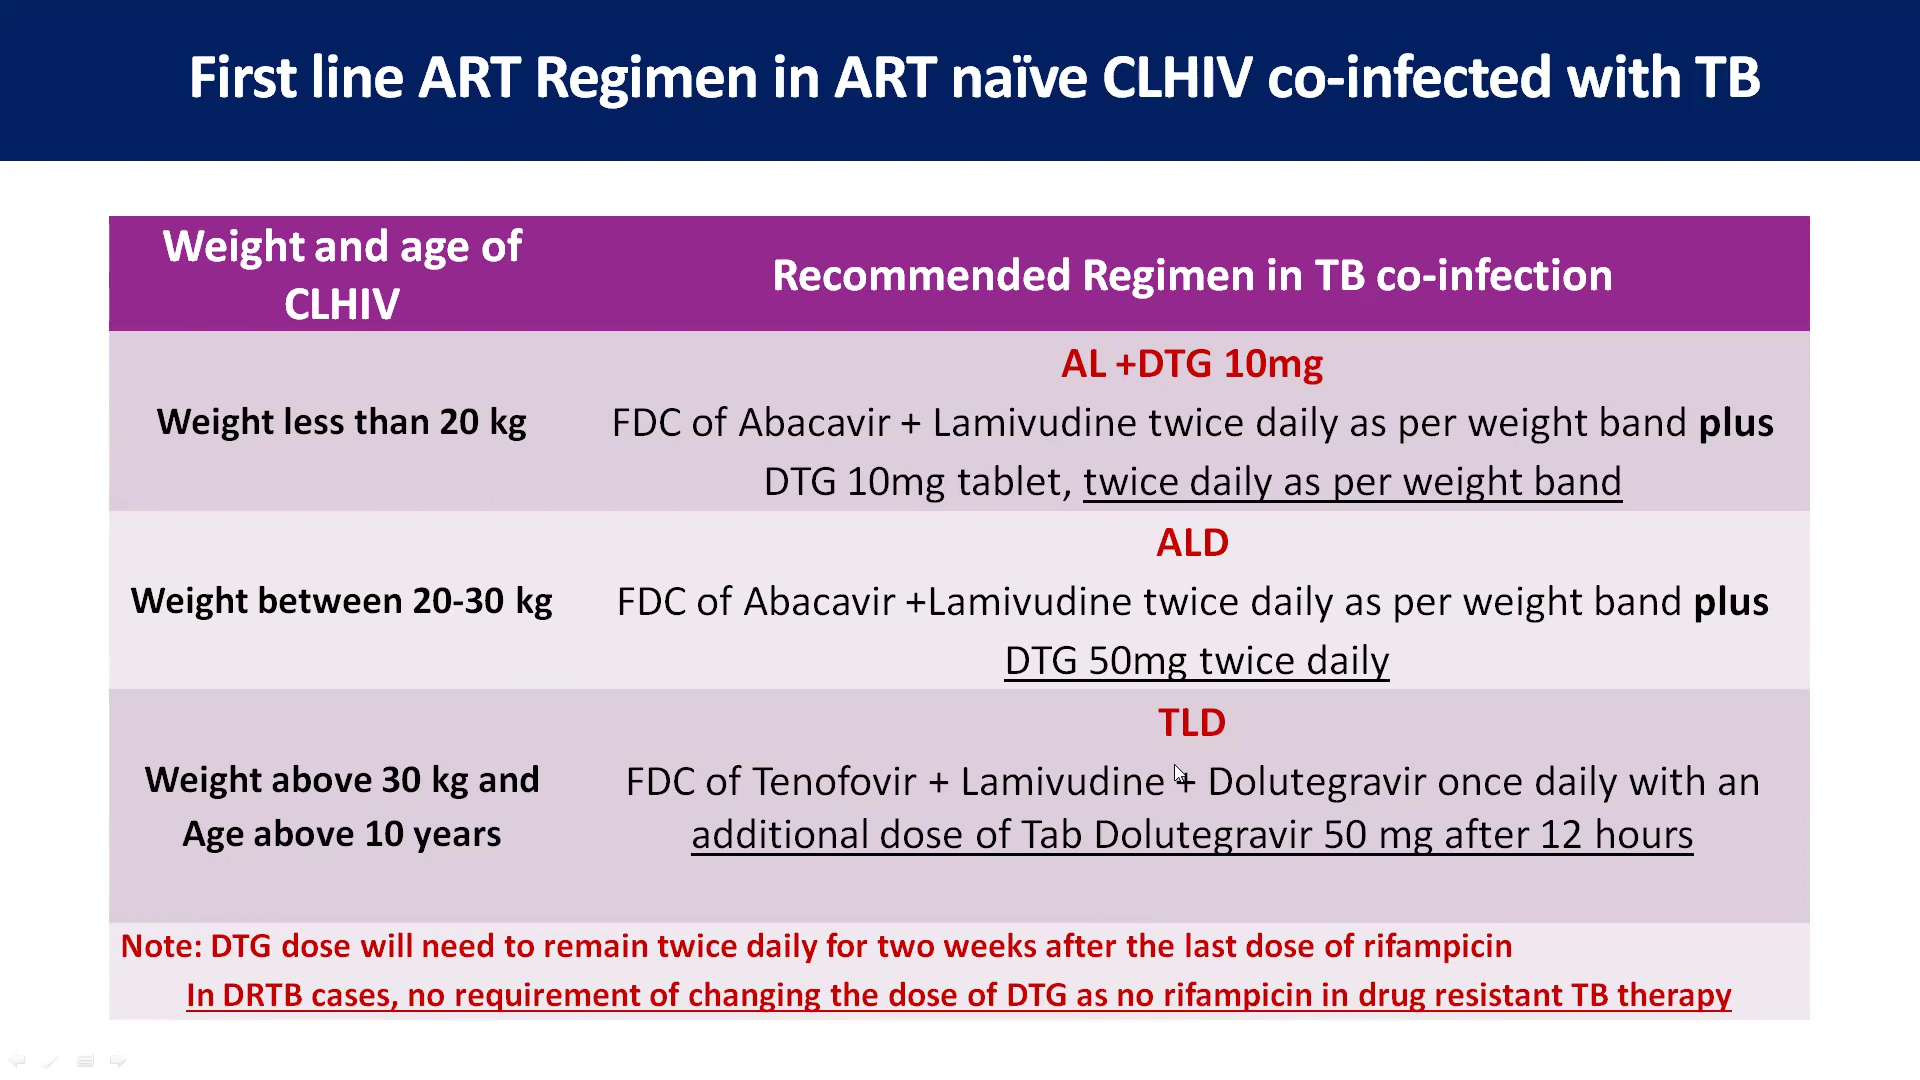 First line ART Regimen in ART naïve CLHIV co-infected with TB
Weight and age of
CLHIV
Recommended Regimen in TB co-infection
Weight less than 20 kg
AL +DTG 10mg
FDC of Abacavir + Lamivudine twice daily as per weight band plus
DTG 10mg tablet, twice daily as per weight band
Weight between 20-30 kg
ALD
FDC of Abacavir +Lamivudine twice daily as per weight band plus
DTG 50mg twice daily
Weight above 30 kg and
Age above 10 years
TLD
FDC of Tenofovir + Lamivudine + Dolutegravir once daily with an
additional dose of Tab Dolutegravir 50 mg after 12 hours
Note: DTG dose will need to remain twice daily for two weeks after the last dose of rifampicin
In DRTB cases, no requirement of changing the dose of DTG as no rifampicin in drug resistant TB therapy